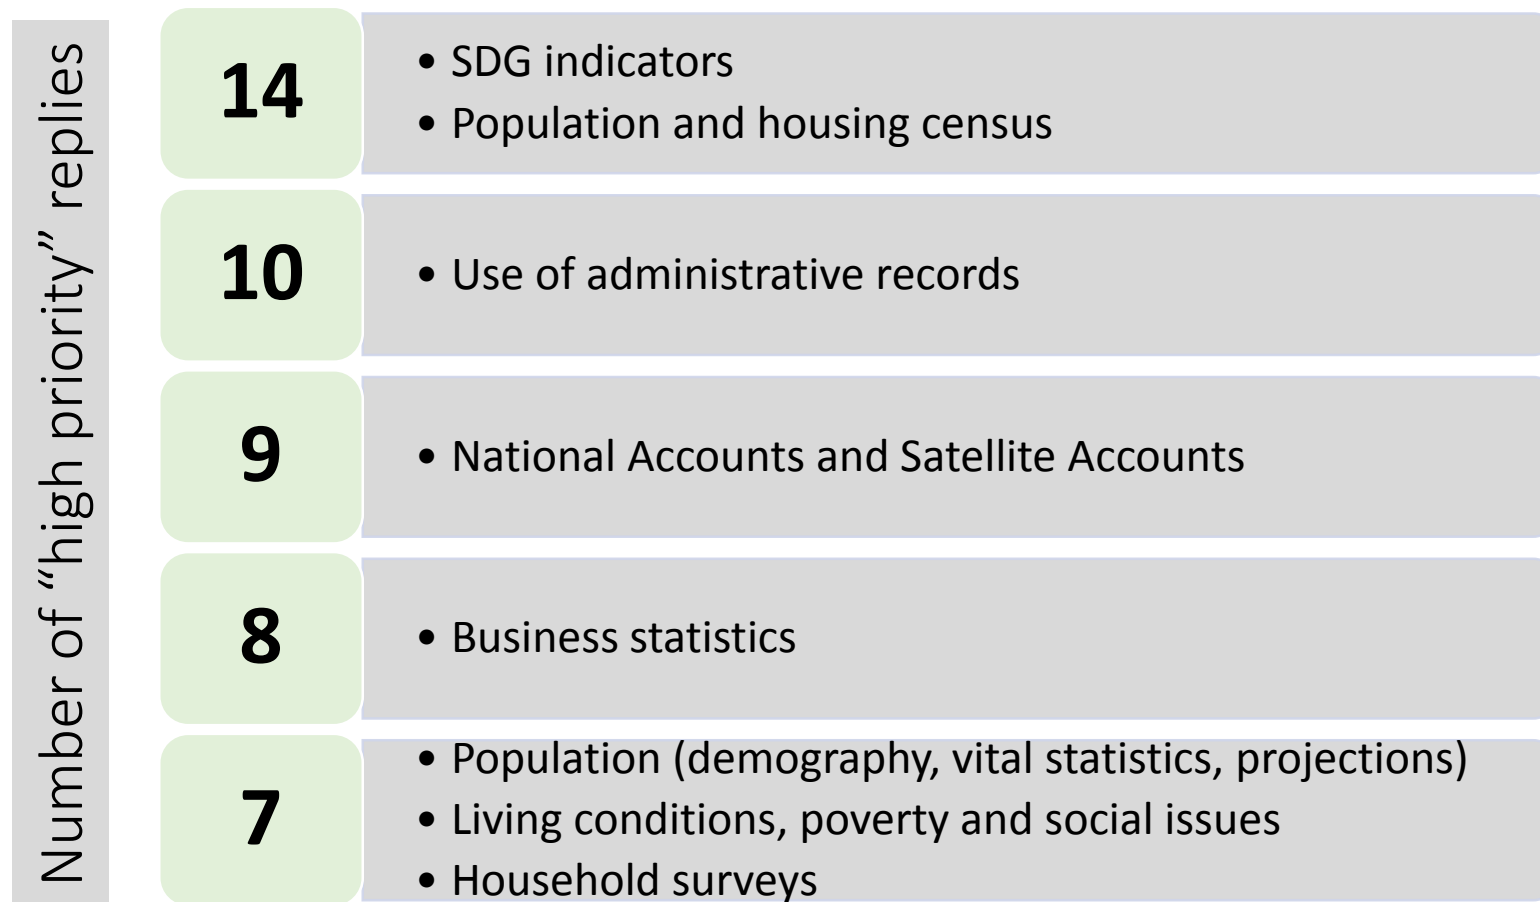 Number of “high priority” replies
14
• SDG indicators
• Population and housing census
10
• Use of administrative records
9
• National Accounts and Satellite Accounts
8
• Business statistics
7
• Population (demography, vital statistics, projections)
• Living conditions, poverty and social issues
• Household surveys